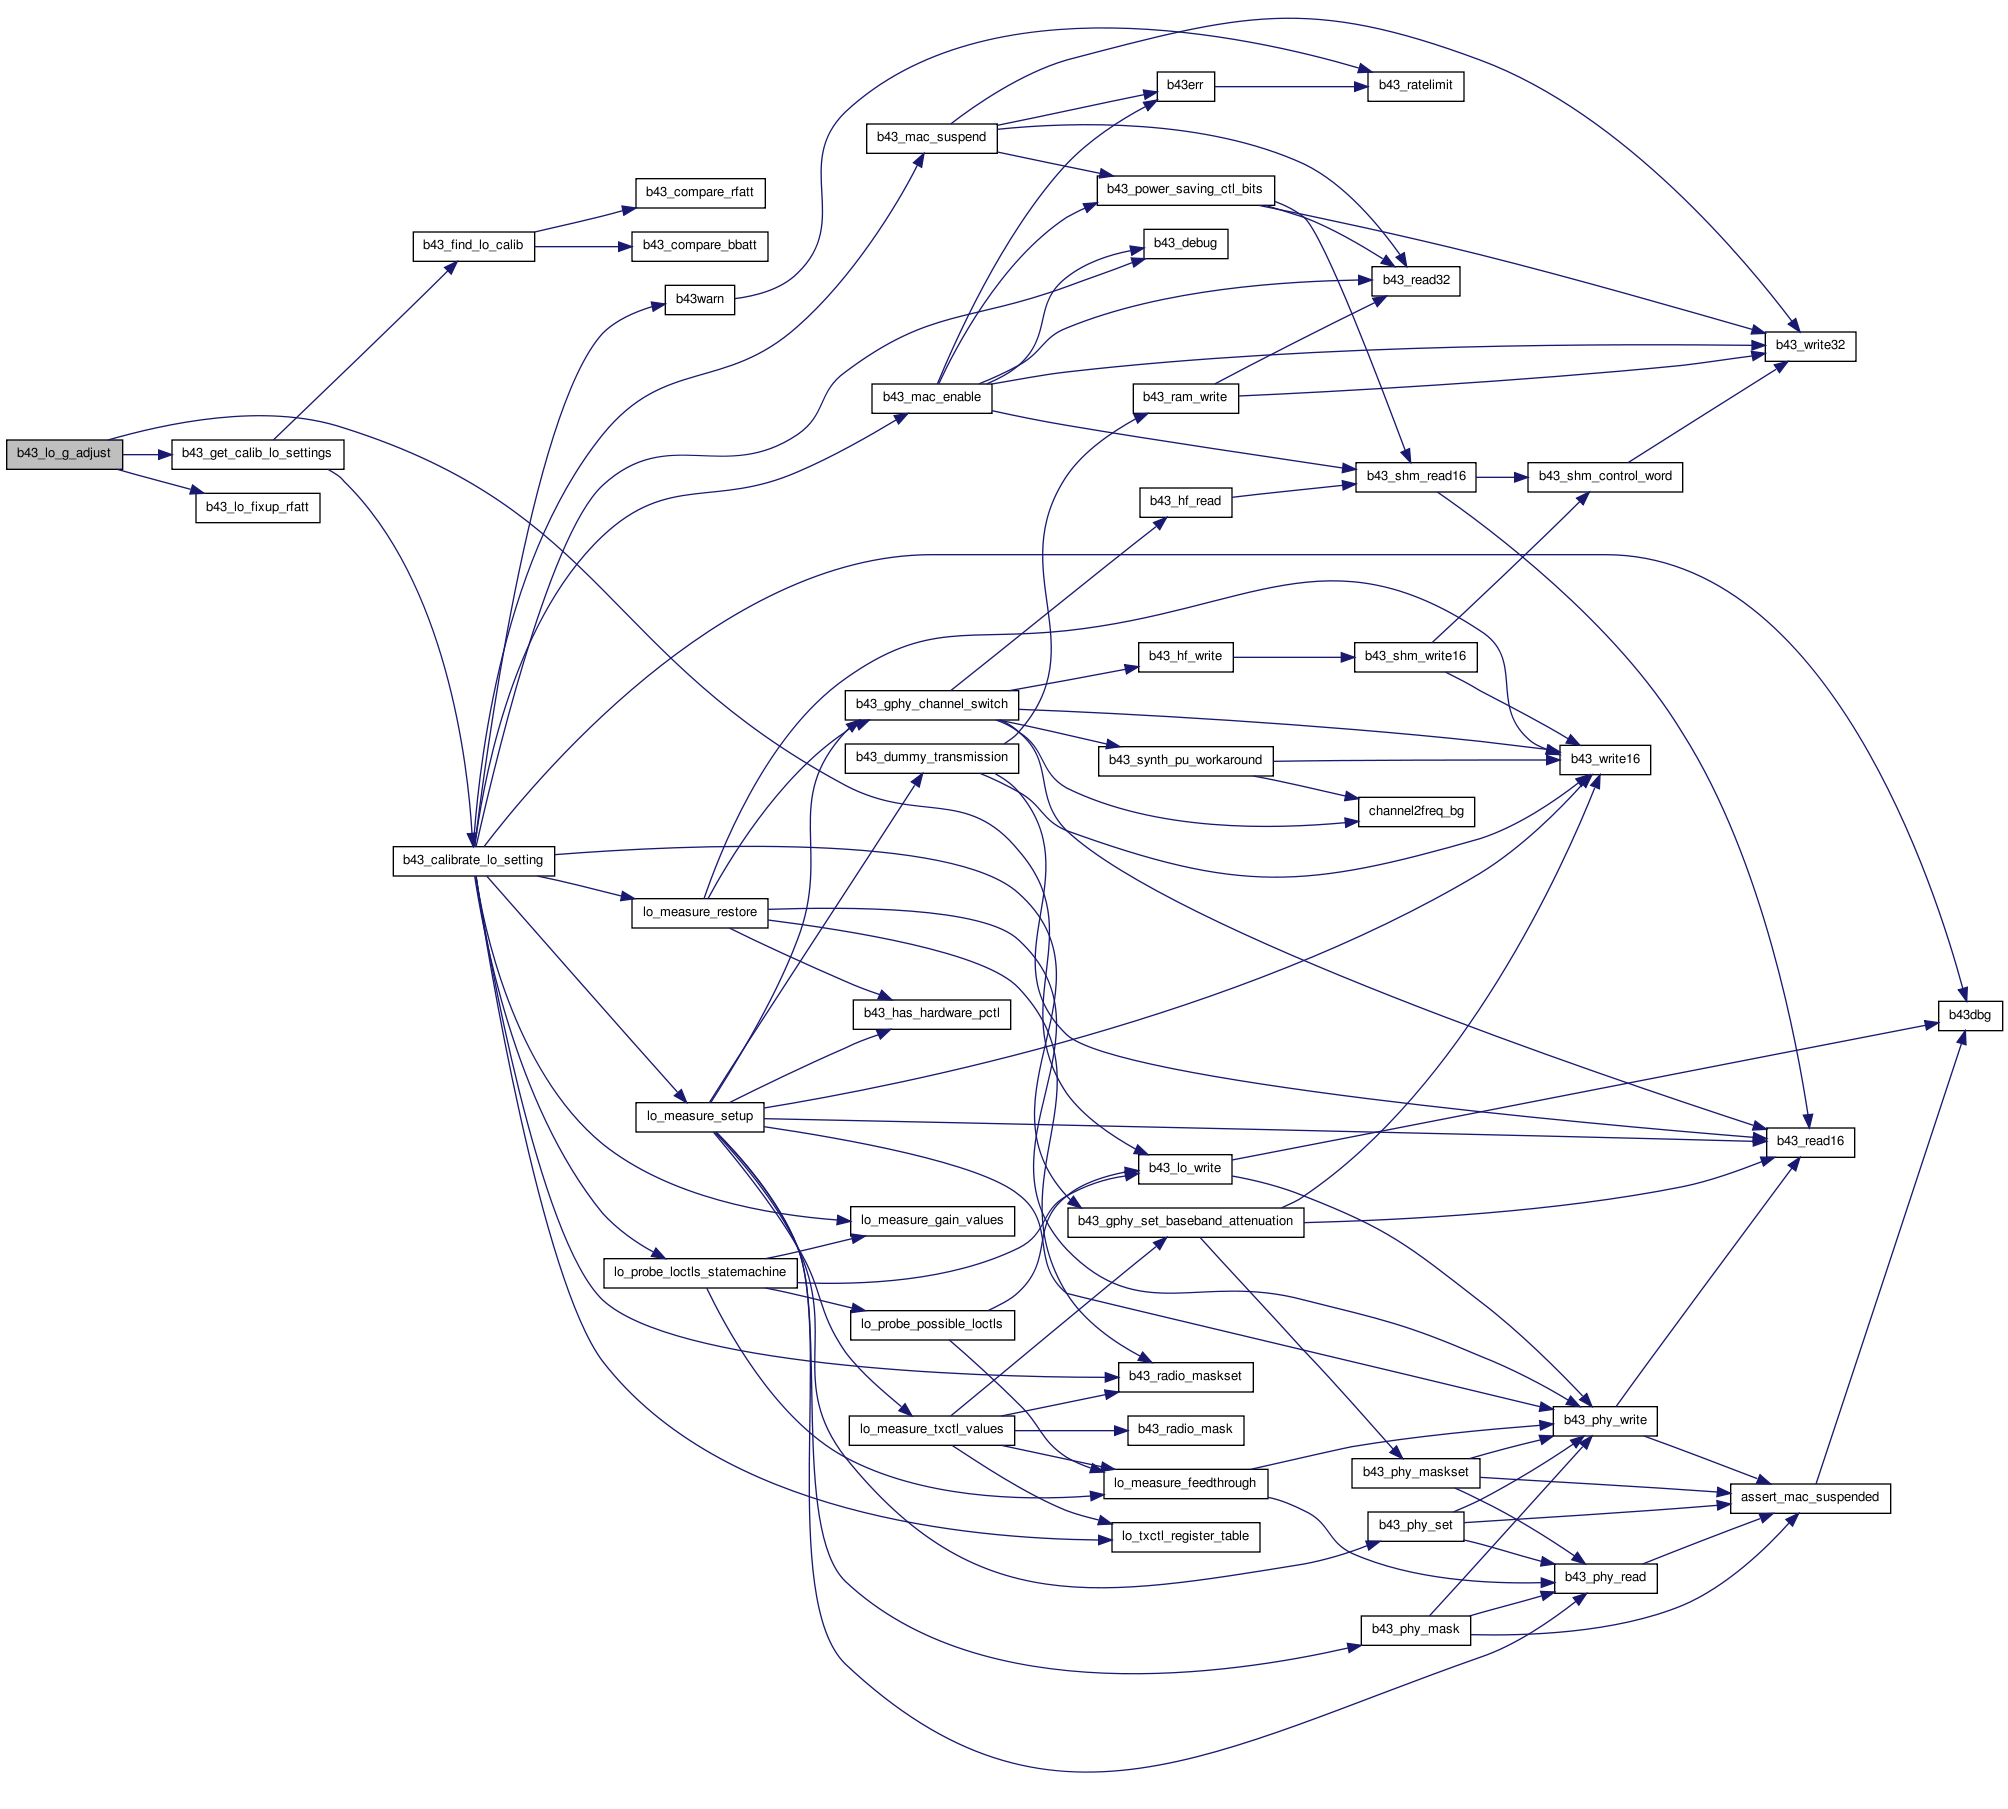 b43_ratelimit
b43err
b43_mac_suspend
b43_compare_rfatt
b43_power_saving_ctl_bits
b43_find_lo_calib
b43_compare_bbatt
b43_debug
b43_read32
b43warn
b43_write32
b43_mac_enable
b43_ram_write
b43_lo_g_adjust
b43_get_calib_lo_settings
b43_shm_read16
b43_shm_control_word
b43_lo_fixup_rfatt
b43_hf_read
b43_hf_write
b43_shm_write16
b43_gphy_channel_switch
b43_dummy_transmission
b43_synth_pu_workaround
b43_write16
channel2freq_bg
b43_calibrate_lo_setting
lo_measure_restore
b43_has_hardware_pctl
b43dbg
lo_measure_setup
b43_read16
b43_lo_write
lo_measure_gain_values
b43_gphy_set_baseband_attenuation
lo_probe_loctls_statemachine
lo_probe_possible_loctls
b43_radio_maskset
lo_measure_txctl_values
b43_radio_mask
b43_phy_write
b43_phy_maskset
lo_measure_feedthrough
assert_mac_suspended
b43_phy_set
lo_txctl_register_table
b43_phy_read
b43_phy_mask